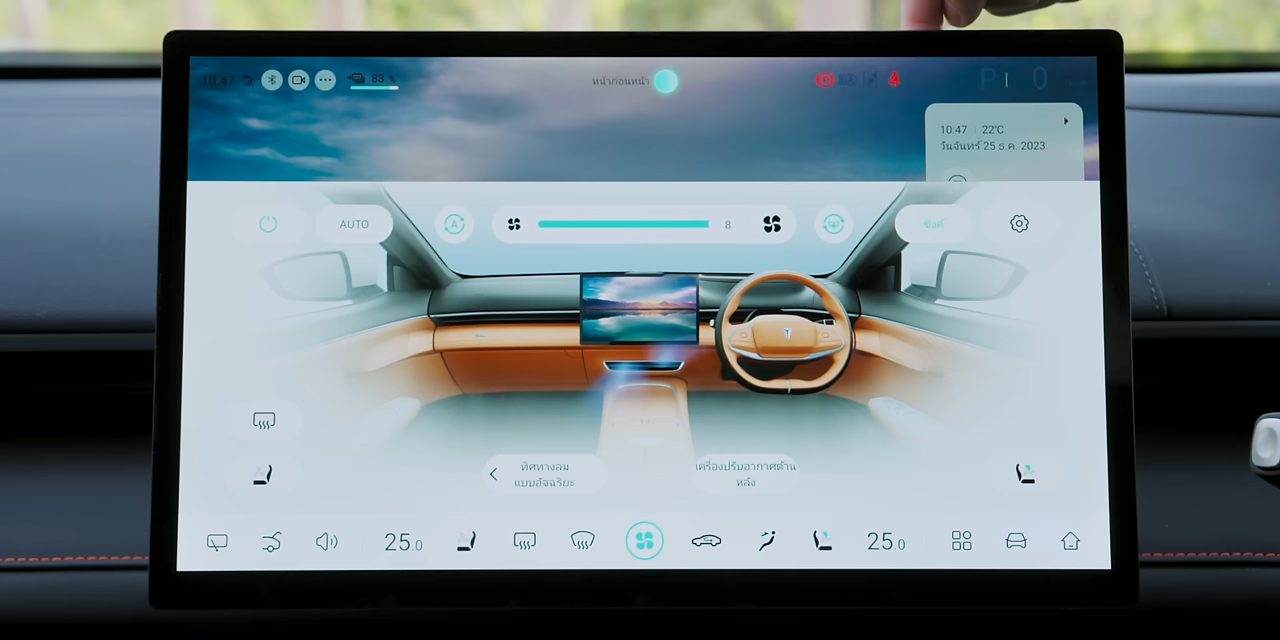 10:47
83 %
หน้าก่อนหน้า
P
0
10:47 22℃
วันจันทร์ 25 ธ.ค. 2023
AUTO
A
8
ซิงค์
ทิศทางลม
แบบอัจฉริยะ
เครื่องปรับอากาศด้าน
หลัง
25.0
25.0